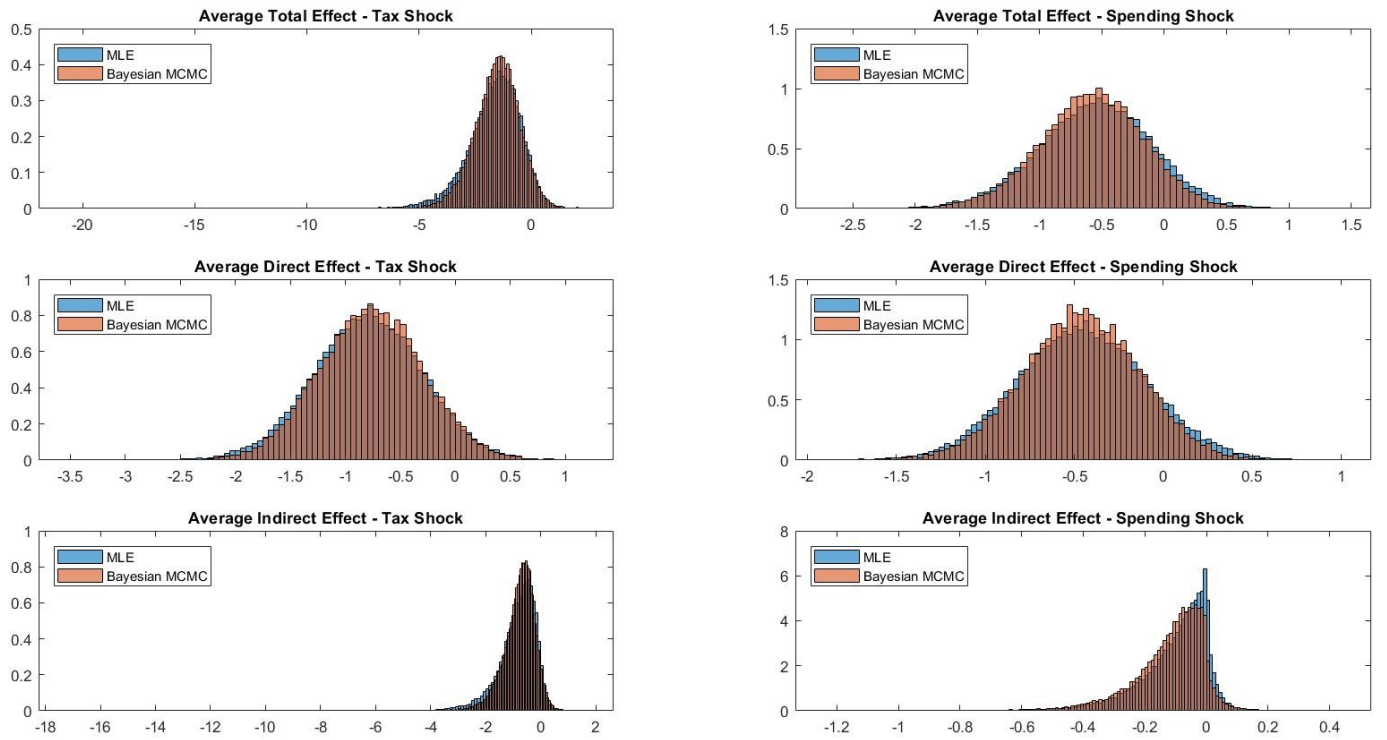 Average Total Effect - Tax Shock
0.5
0.4
0.3
0.2
0.1
0
MLE
Bayesian MCMC
-20 -15 -10 -5 0
Average Total Effect - Spending Shock
1.5
1
0.5
0
MLE
Bayesian MCMC
-2.5 -2 -1.5 -1 -0.5 0 0.5 1 1.5
Average Direct Effect - Tax Shock
1
0.8
0.6
0.4
0.2
0
MLE
Bayesian MCMC
-3.5 -3 -2.5 -2 -1.5 -1 -0.5 0 0.5 1
Average Direct Effect - Spending Shock
1.5
1
0.5
0
MLE
Bayesian MCMC
-2 -1.5 -1 -0.5 0 0.5 1
Average Indirect Effect - Tax Shock
1
0.8
0.6
0.4
0.2
0
MLE
Bayesian MCMC
-18 -16 -14 -12 -10 -8 -6 -4 -2 0 2
Average Indirect Effect - Spending Shock
8
6
4
2
0
MLE
Bayesian MCMC
-1.2 -1 -0.8 -0.6 -0.4 -0.2 0 0.2 0.4